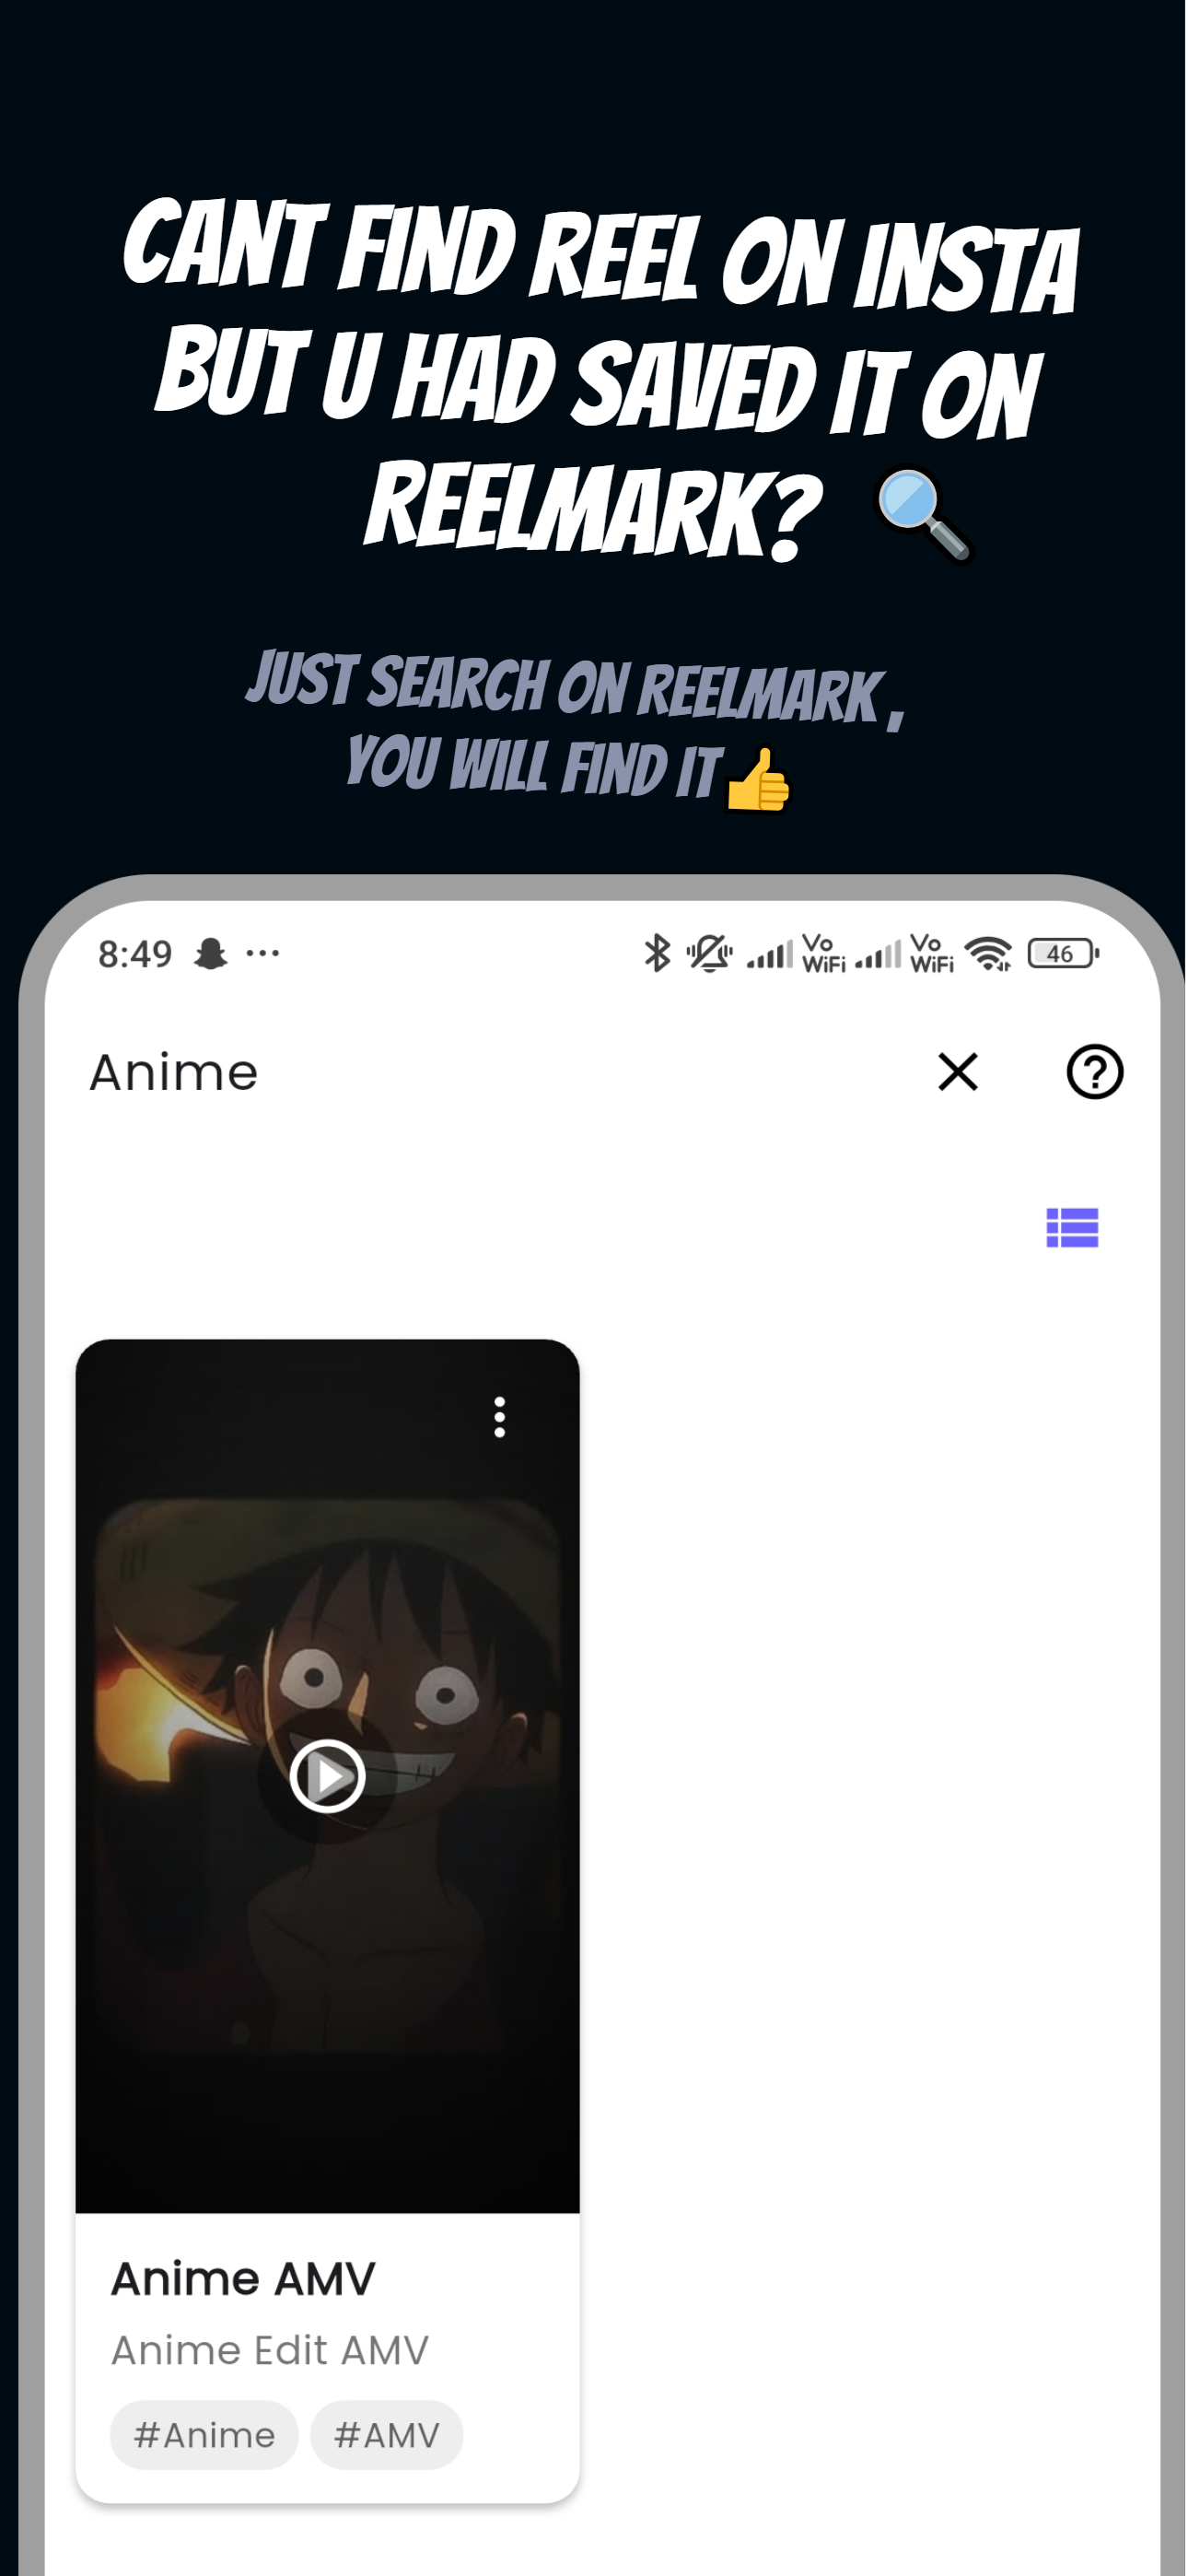 CANT FIND REEL ON INSTA
BUT U HAD SAVED IT ON
REELMARK? 🔍
JUST SEARCH ON REELMARK ,
YOU WILL FIND IT👍
8:49 ... Vo WiFi Vo WiFi 46
Anime
Anime AMV
Anime Edit AMV
#Anime #AMV